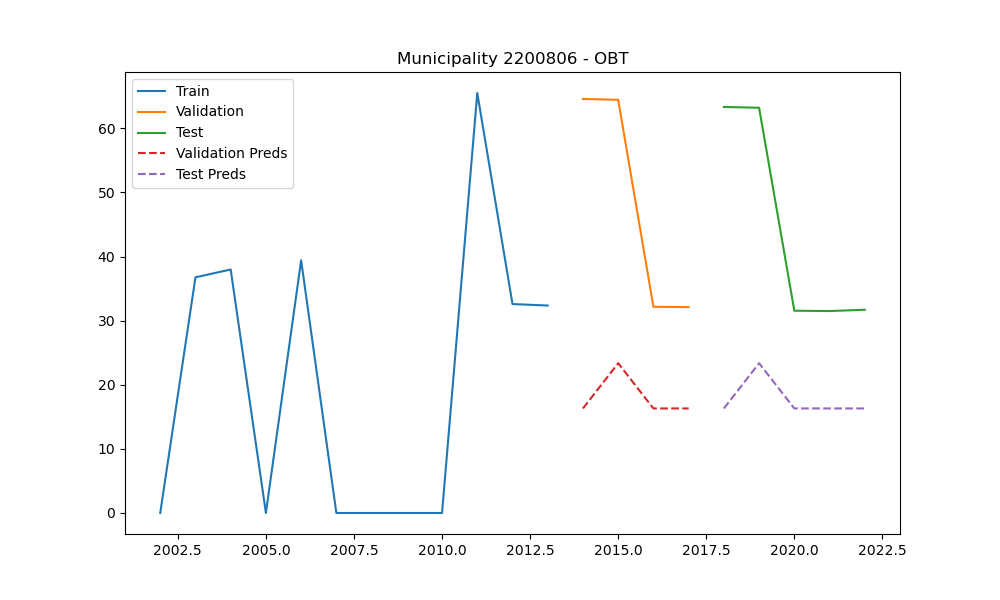 Municipality 2200806 - OBT
Train
Validation
Test
Validation Preds
Test Preds
60
50
40
30
20
10
0
2002.5 2005.0 2007.5 2010.0 2012.5 2015.0 2017.5 2020.0 2022.5